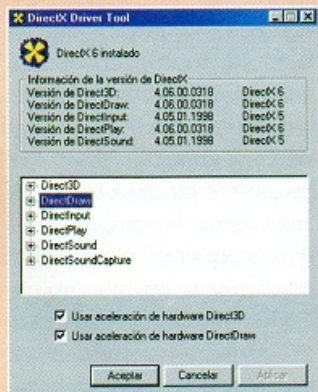 DirectX Driver Tool
DirectX 6 instalado
Información de la versión de DirectX
Versión de Direct3D: 4.06.00.0318 DirectX 6
Versión de DirectDraw: 4.06.00.0318 DirectX 6
Versión de DirectInput: 4.05.01.1998 DirectX 5
Versión de DirectPlay: 4.06.00.0318 DirectX 6
Versión de DirectSound: 4.05.01.1998 DirectX 5
Direct3D
DirectDraw
DirectInput
DirectPlay
DirectSound
DirectSoundCapture
Usar aceleración de hardware Direct3D
Usar aceleración de hardware DirectDraw
Aceptar Cancelar Aplicar